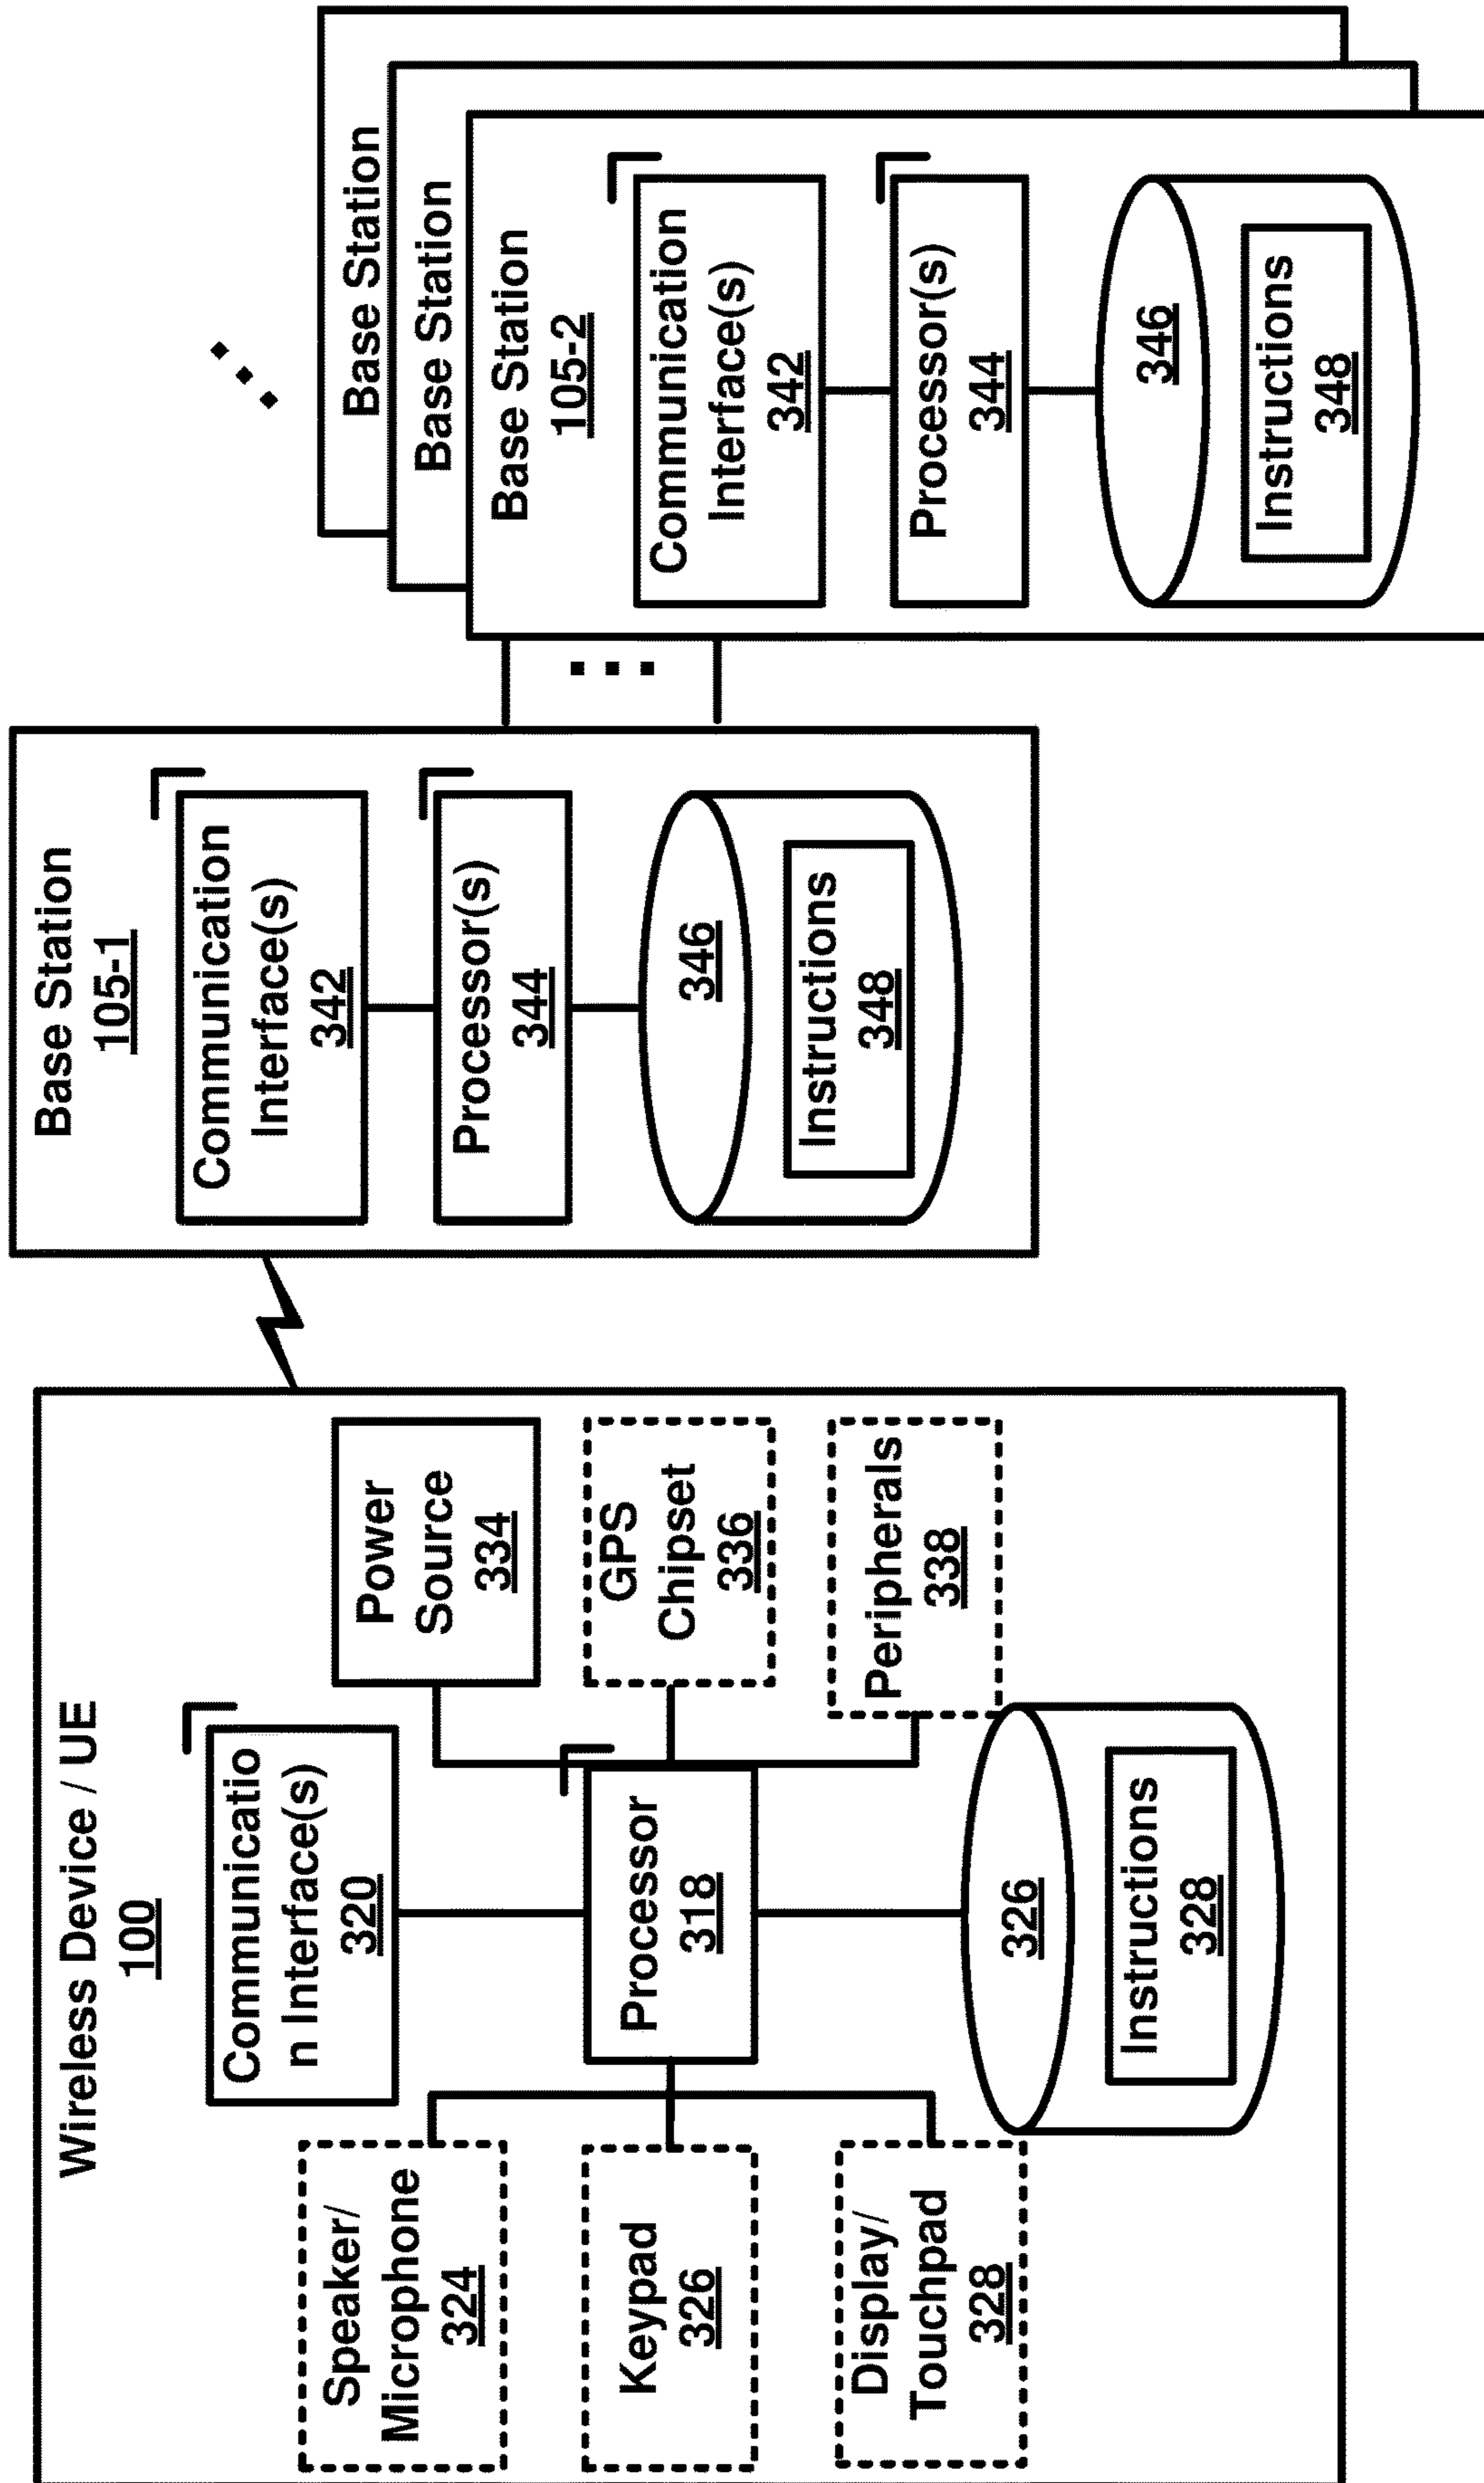 Wireless Device / UE
100
Communicatio
n Interface(s)
320
Speaker/
Microphone
324
Power
Source
334
Keypad
326
Processor
318
GPS
Chipset
336
Display/
Touchpad
328
Peripherals
338
326
Instructions
328
Base Station
105-1
Communication
Interface(s)
342
Processor(s)
344
346
Instructions
348
Base Station
Base Station
Base Station
105-2
Communication
Interface(s)
342
Processor(s)
344
346
Instructions
348